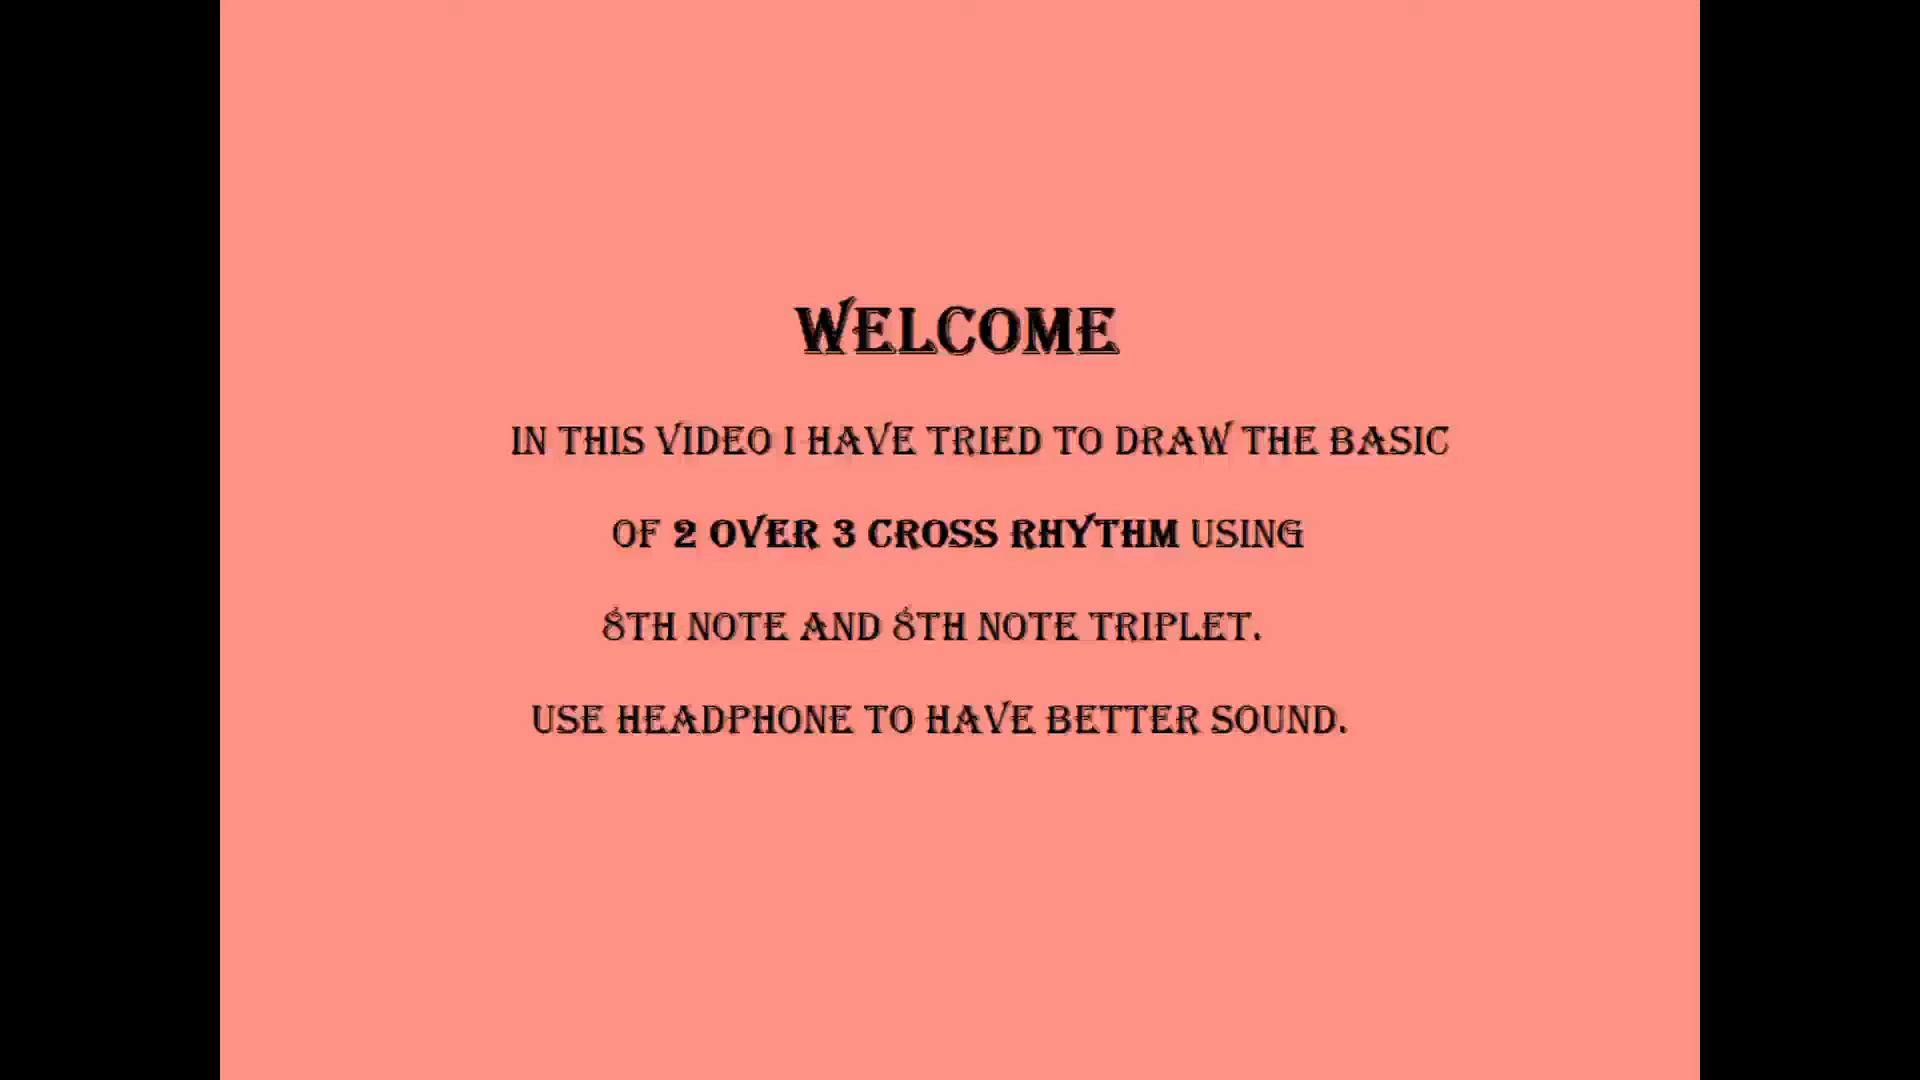 WELCOME
IN THIS VIDEO I HAVE TRIED TO DRAW THE BASIC
OF 2 OVER 3 CROSS RHYTHM USING
8TH NOTE AND 8TH NOTE TRIPLET.
USE HEADPHONE TO HAVE BETTER SOUND.